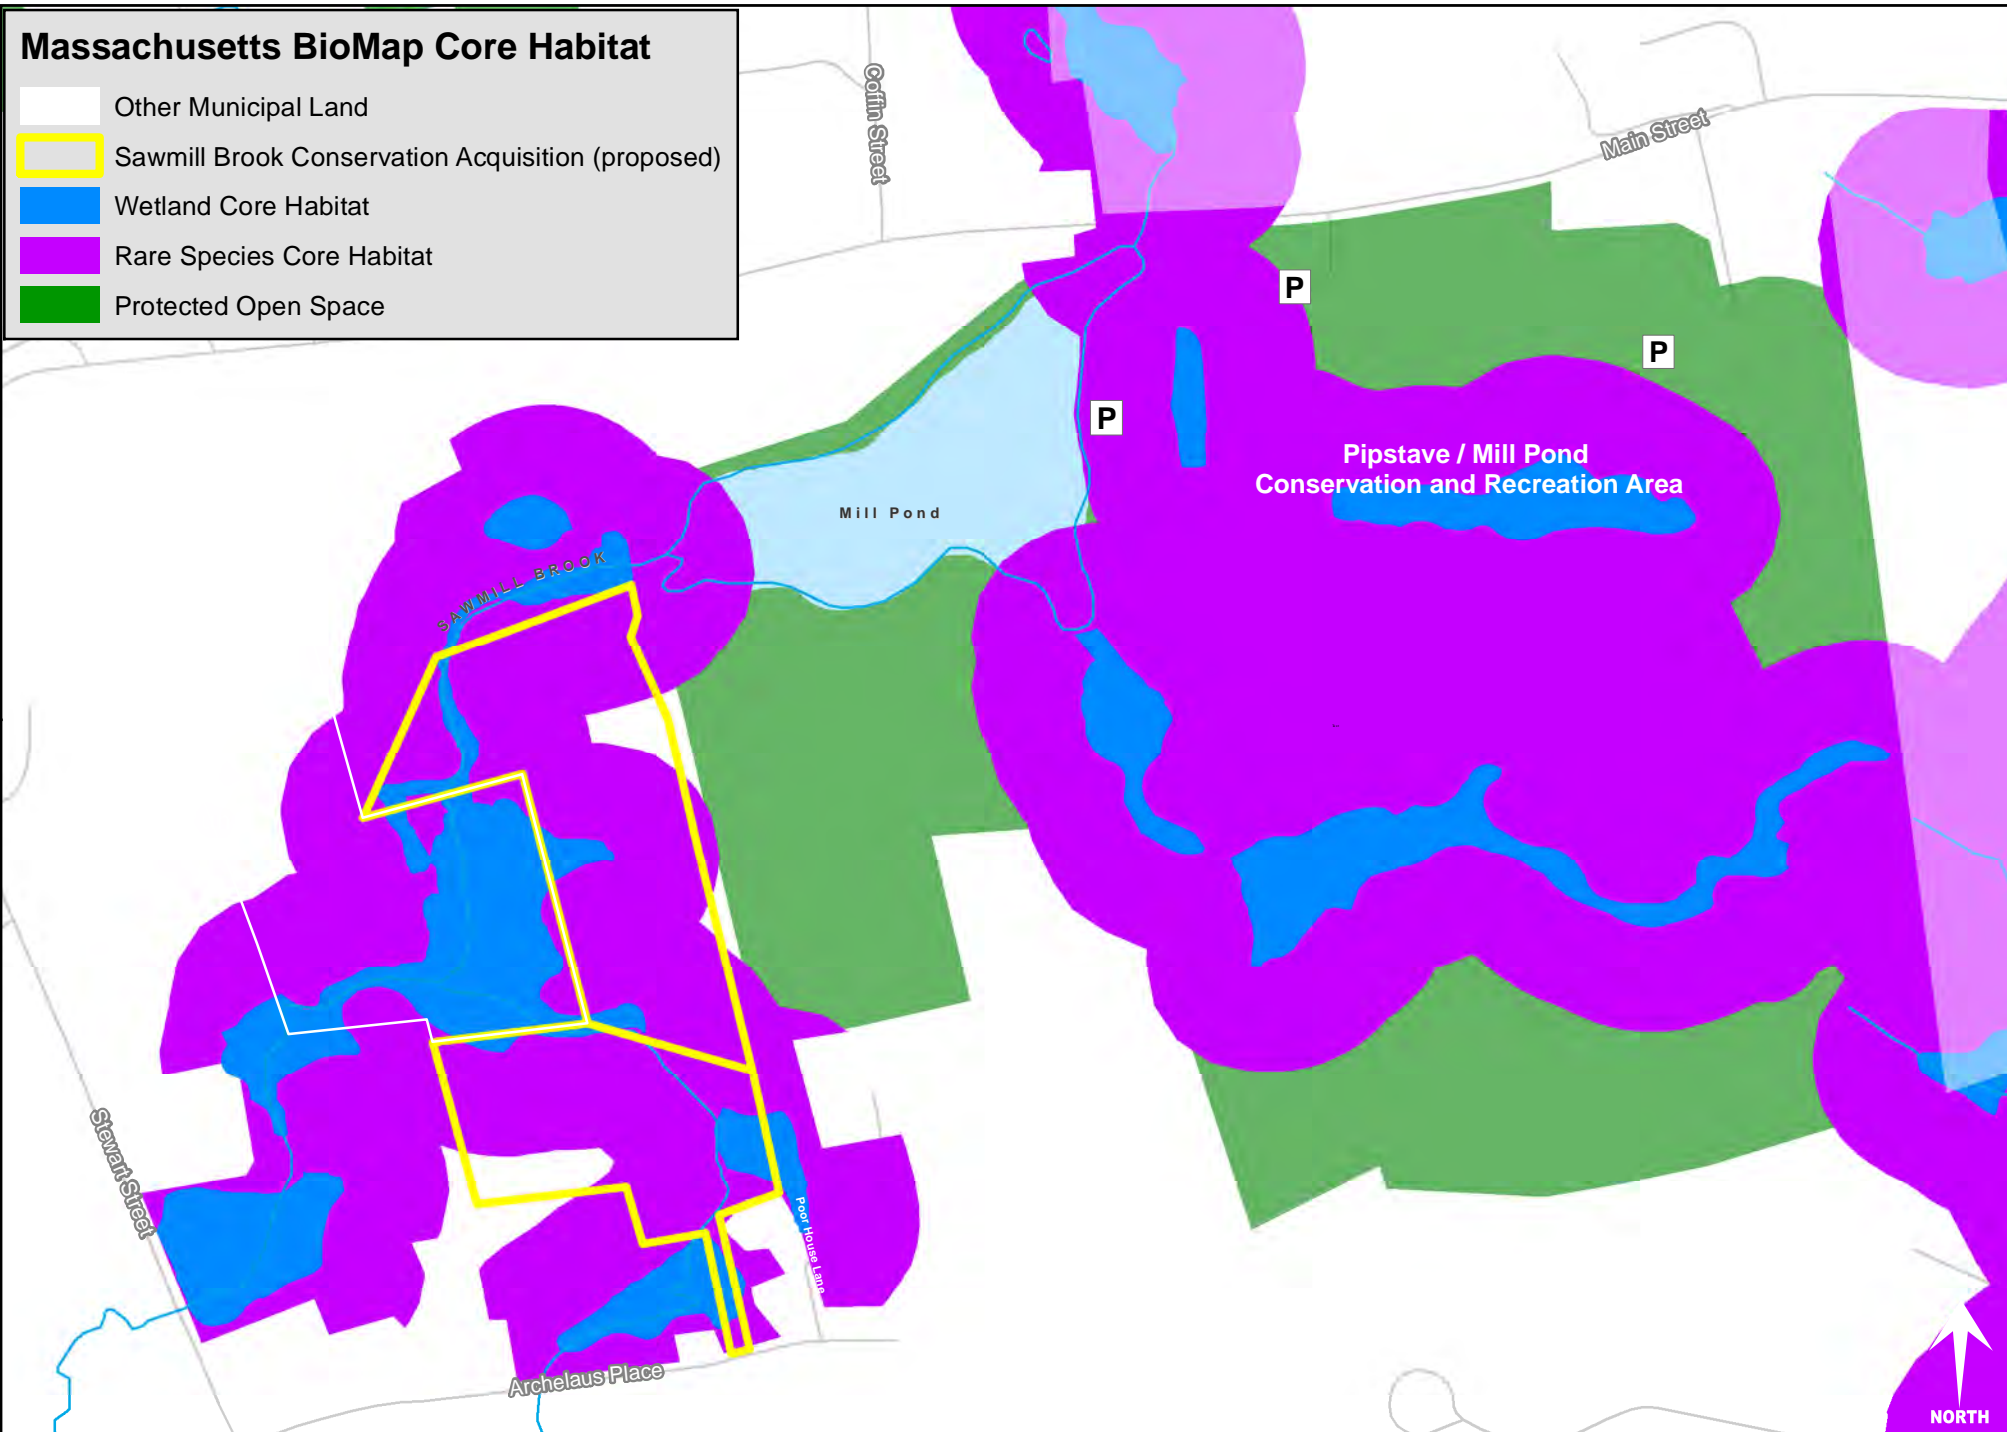 Massachusetts BioMap Core Habitat
Other Municipal Land
Sawmill Brook Conservation Acquisition (proposed)
Wetland Core Habitat
Rare Species Core Habitat
Protected Open Space
Coffin Street
Main Street
P
P
P
Pipstave / Mill Pond
Conservation and Recreation Area
Mill Pond
SAWMILL BROOK
Stewart Street
Poor House Lane
Archelaus Place
NORTH